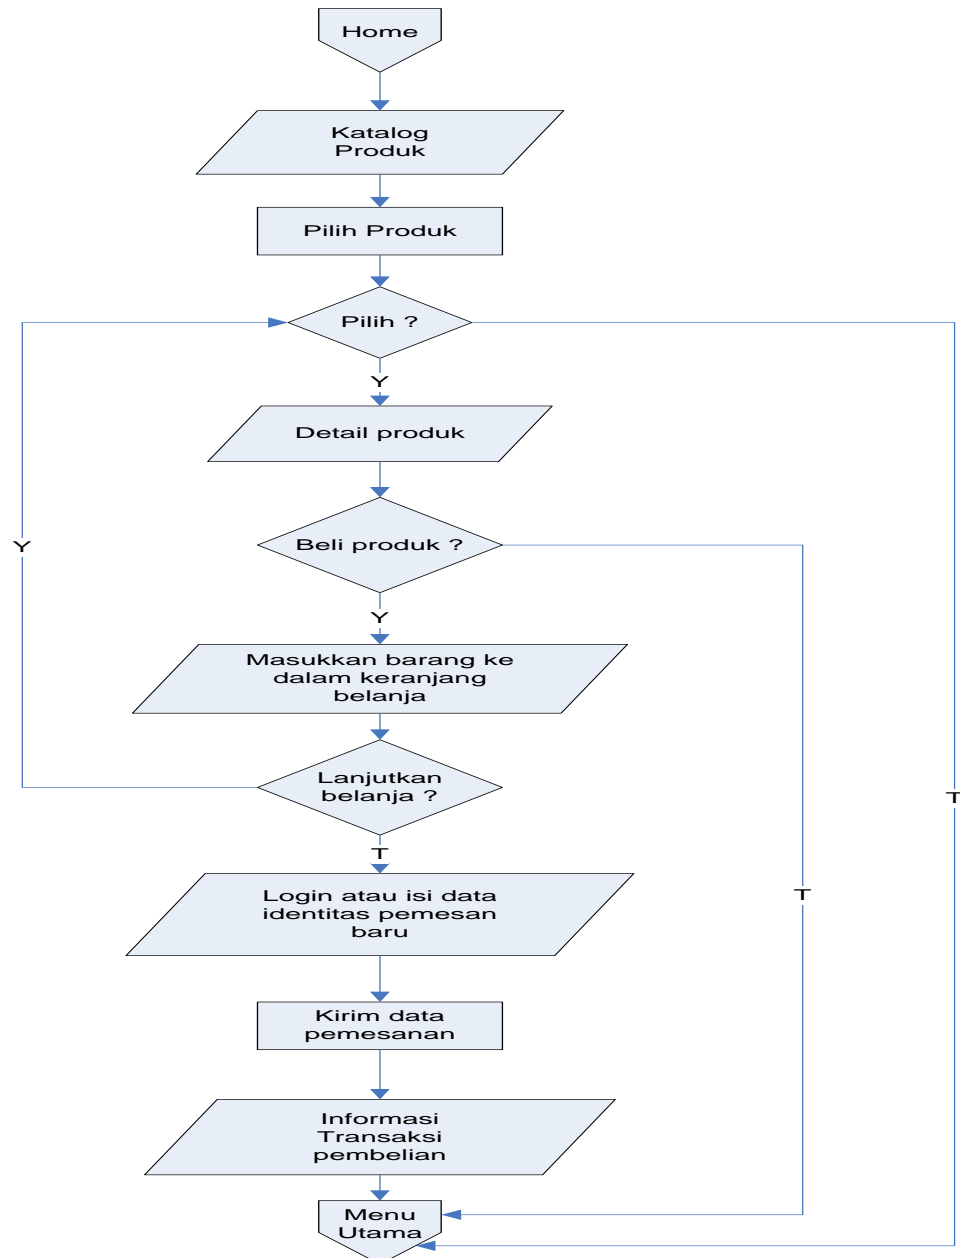 Home
Katalog
Produk
Pilih Produk
Pilih ?
Y
Detail produk
Beli produk ?
Y
Y
Masukkan barang ke
dalam keranjang
belanja
Lanjutkan
belanja ?
T
T
Login atau isi data
identitas pemesan
baru
T
Kirim data
pemesanan
Informasi
Transaksi
pembelian
Menu
Utama